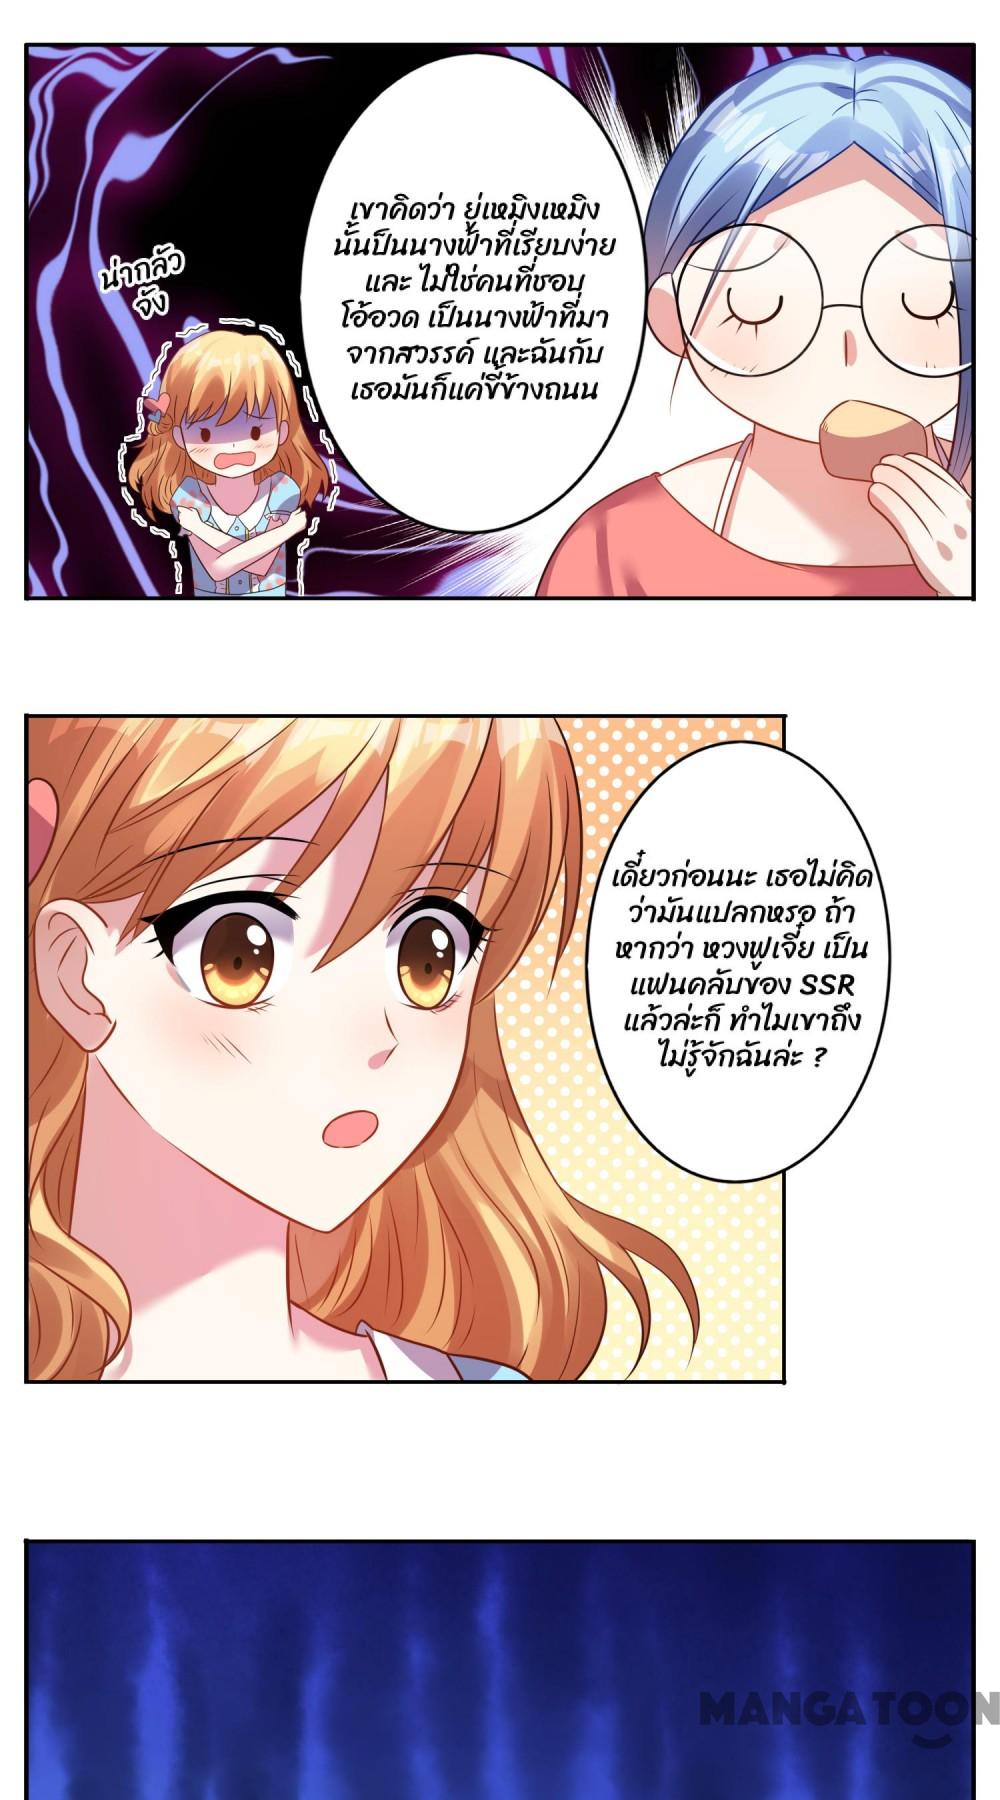 เขาคิดว่า ยู่เหมิงเหมิง
นั้นป็นนางฟ้าที่เรียบง่าย
และ ไม่ใช่คนที่ชอบ
โอ้อวด เป็นนางฟ้าที่มา
จากสวรรค์ และฉันกับ
เธอมันก็แค่ขี้ข้างถนน
น่ากลัว
จัง
เดี๋ยวก่อนนะ เธอไม่คิด
ว่ามันแปลกหรอ ถ้า
หากว่า หวงฟูเจี๋ย เป็น
แฟนคลับของ SSR
แล้วล่ะก็ ทำไมเขาถึง
ไม่รู้จักฉันล่ะ ?
MANGATOON